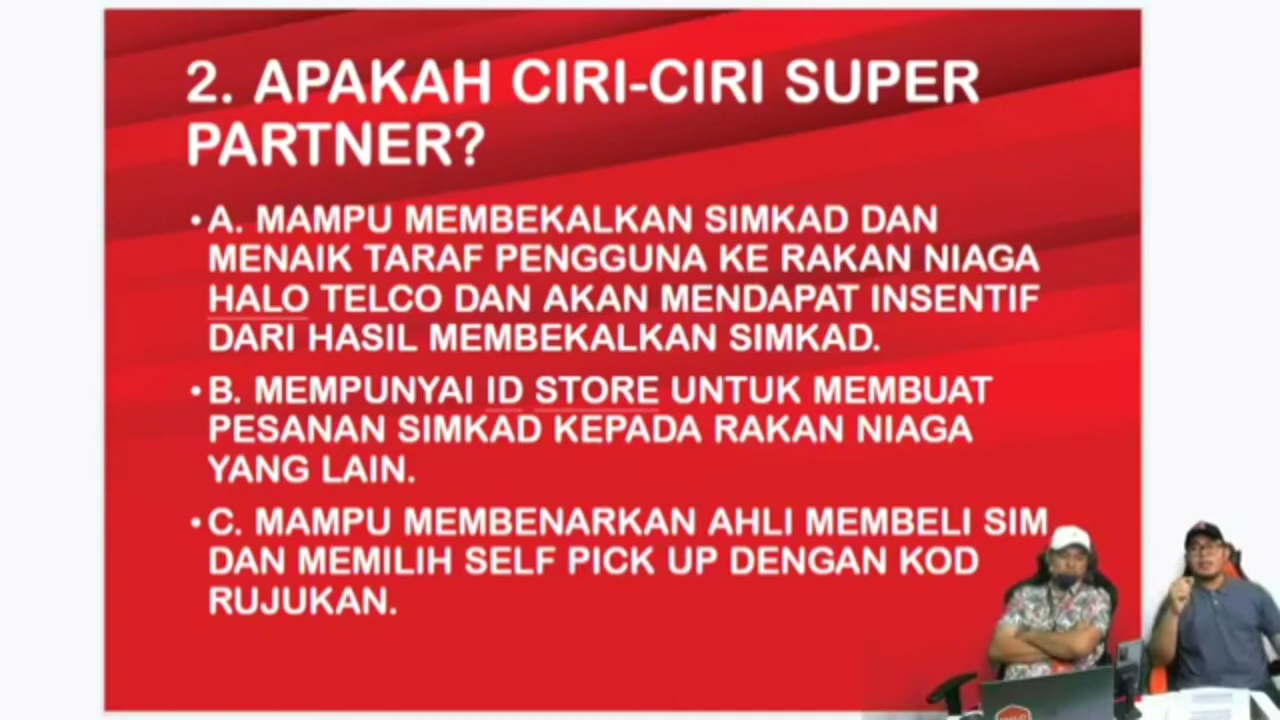 2. APAKAH CIRI-CIRI SUPER
PARTNER?
• A. MAMPU MEMBEKALKAN SIMKAD DAN
MENAIK TARAF PENGGUNA KE RAKAN NIAGA
HALO TELCO DAN AKAN MENDAPAT INSENTIF
DARI HASIL MEMBEKALKAN SIMKAD.
• B. MEMPUNYAI ID STORE UNTUK MEMBUAT
PESANAN SIMKAD KEPADA RAKAN NIAGA
YANG LAIN.
• C. MAMPU MEMBENARKAN AHLI MEMBELI SIM
DAN MEMILIH SELF PICK UP DENGAN KOD
RUJUKAN.